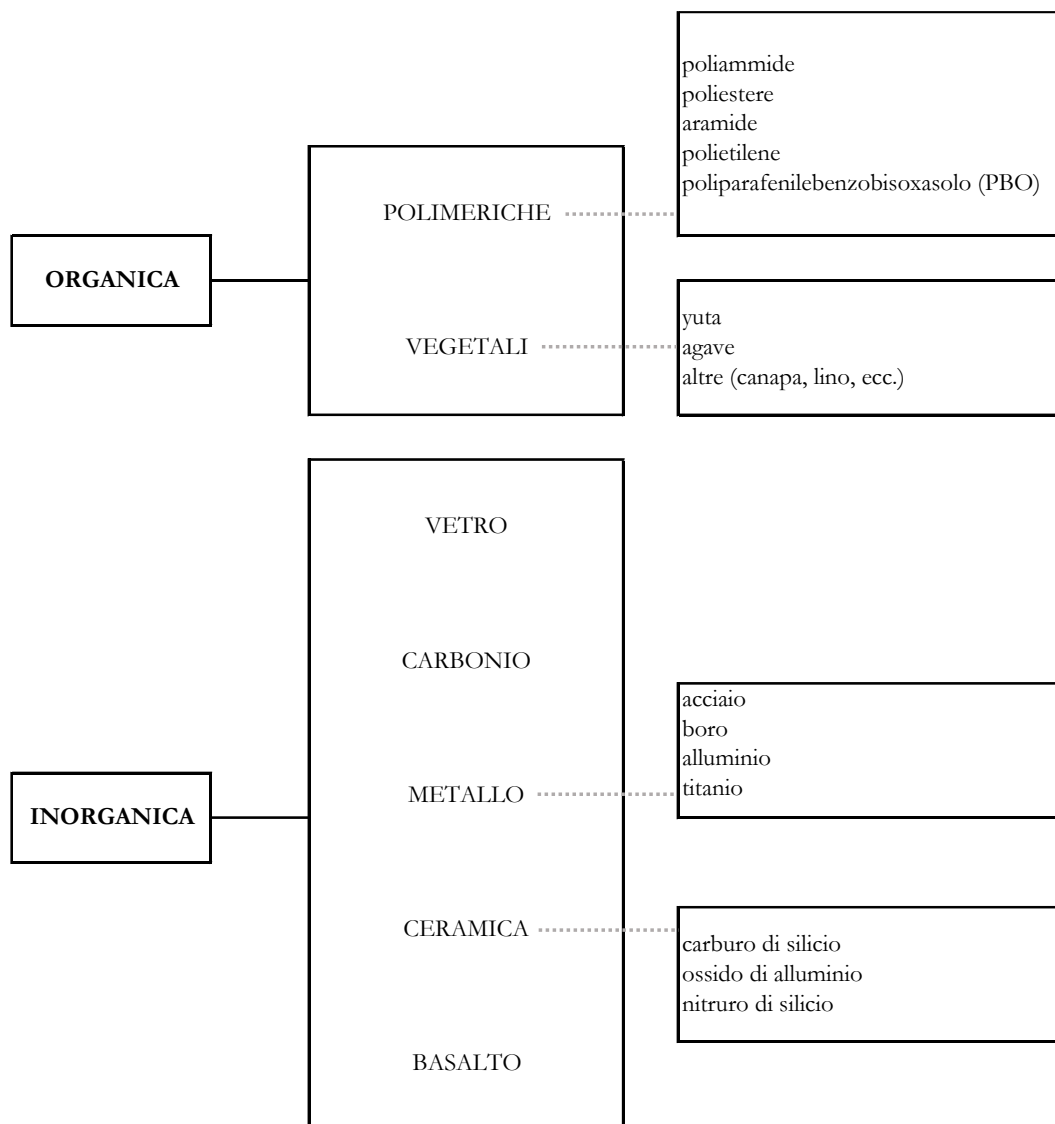 ORGANICA
POLIMERICHE
poliammide
poliestere
aramide
polietilene
poliparafenilebenzobisoxasolo (PBO)
VEGETALI
yuta
agave
altre (canapa, lino, ecc.)
INORGANICA
VETRO
CARBONIO
METALLO
acciaio
boro
alluminio
titanio
CERAMICA
carburo di silicio
ossido di alluminio
nitruro di silicio
BASALTO